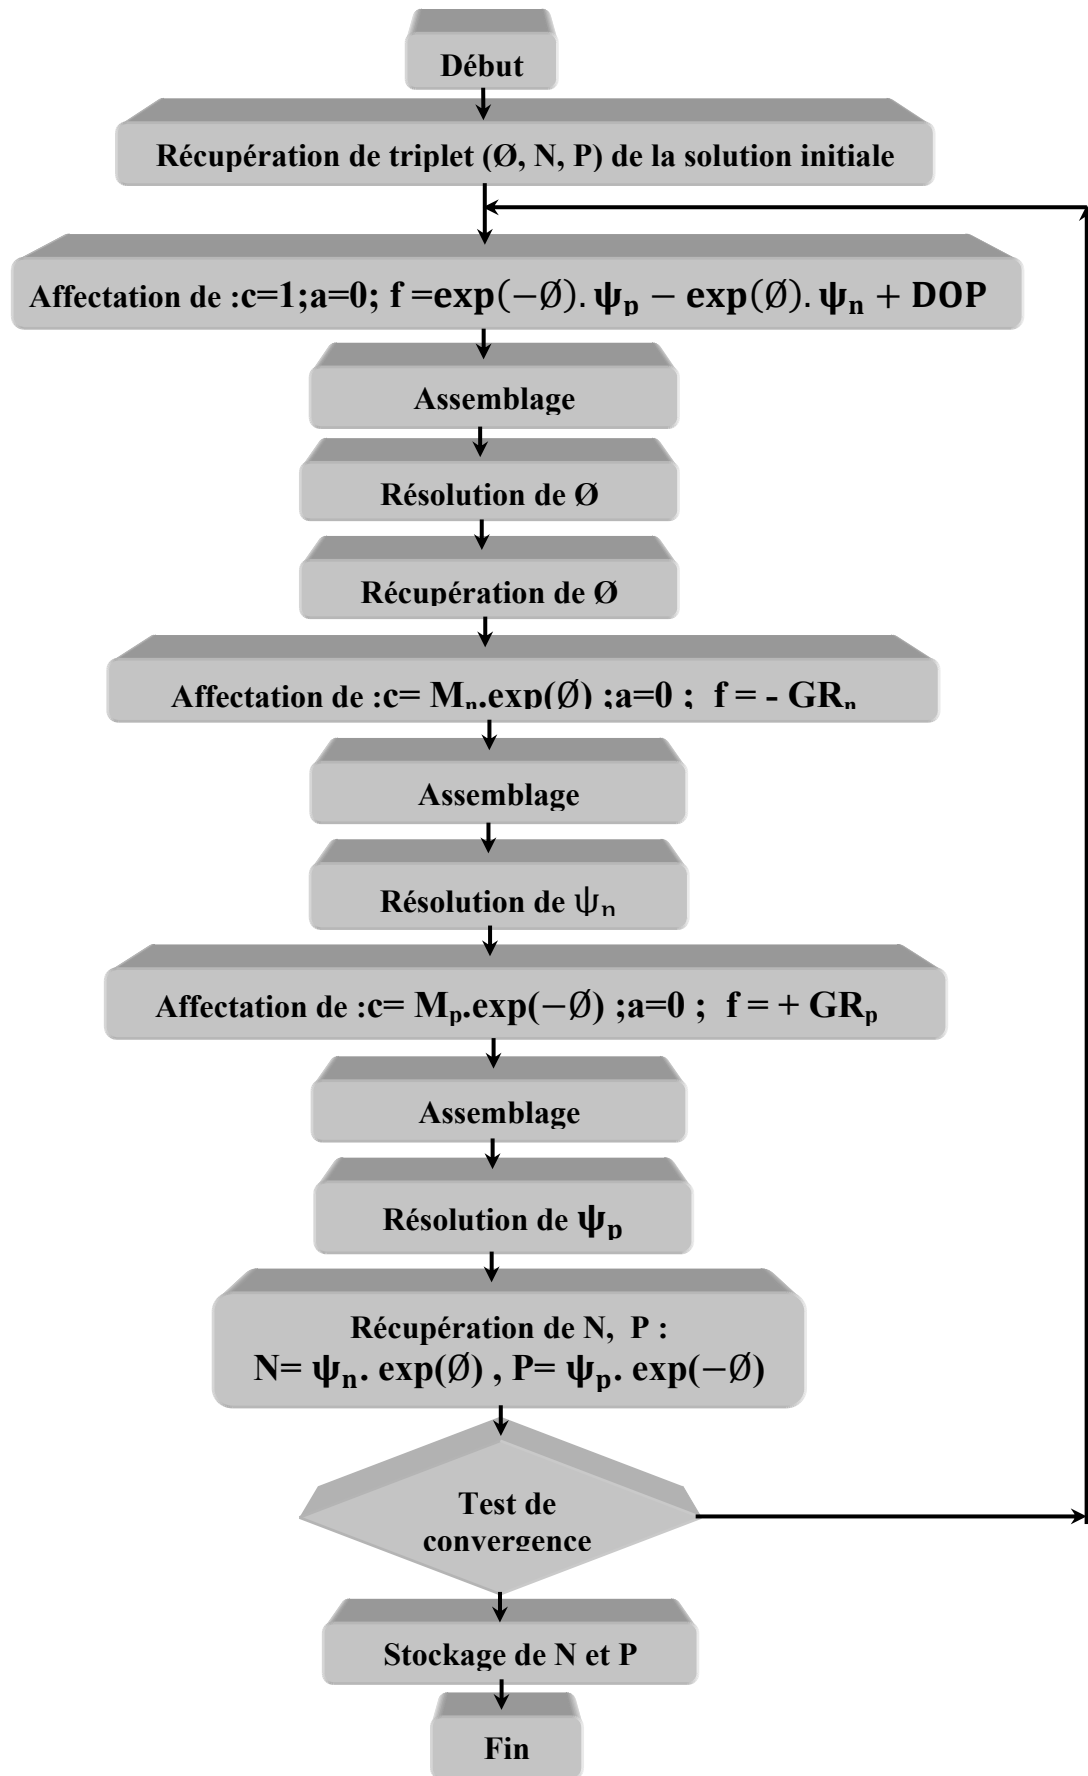 Début
Récupération de triplet (Ø, N, P) de la solution initiale
Affectation de :c=1;a=0; f =exp(−∅). ψₚ − exp(∅). ψₙ + DOP
Assemblage
Résolution de Ø
Récupération de Ø
Affectation de :c= Mₙ.exp(∅) ;a=0 ; f = - GRₙ
Assemblage
Résolution de ψₙ
Affectation de :c= Mₚ.exp(−∅) ;a=0 ; f = + GRₚ
Assemblage
Résolution de ψₚ
Récupération de N, P :
N= ψₙ. exp(∅) , P= ψₚ. exp(−∅)
Test de
convergence
Stockage de N et P
Fin